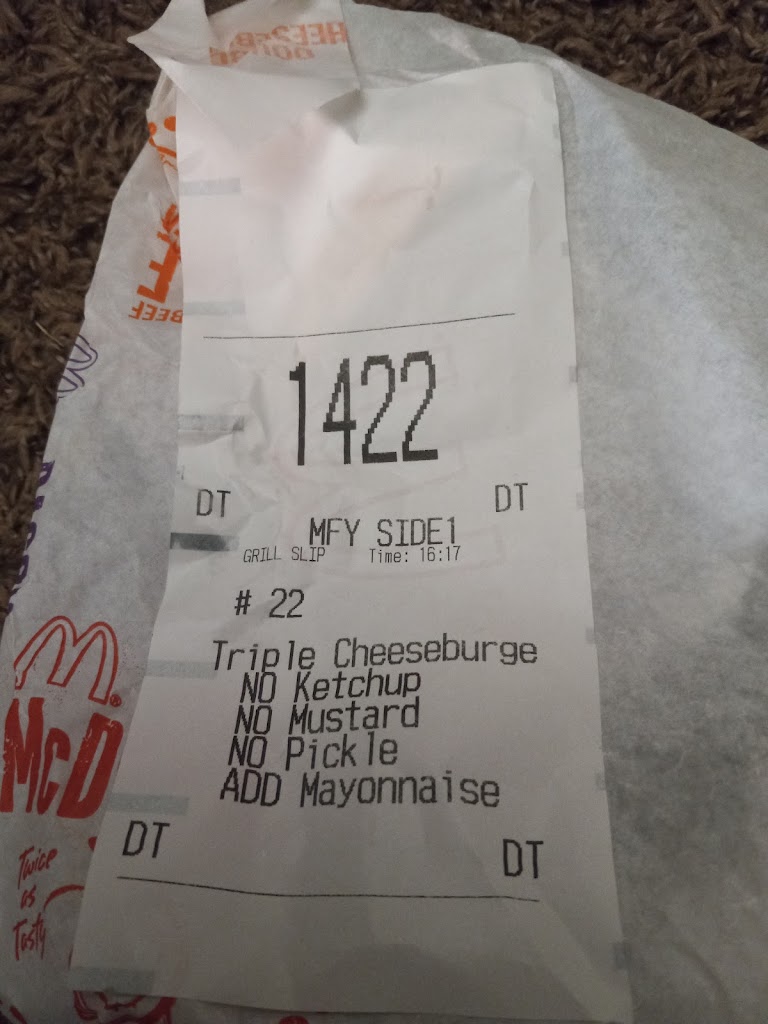 1422
DT DT
MFY SIDE1
GRILL SLIP Time: 16:17
# 22
Triple Cheeseburge
NO Ketchup
NO Mustard
NO Pickle
ADD Mayonnaise
DT DT
BEEF
McD
Twice
as
Tasty